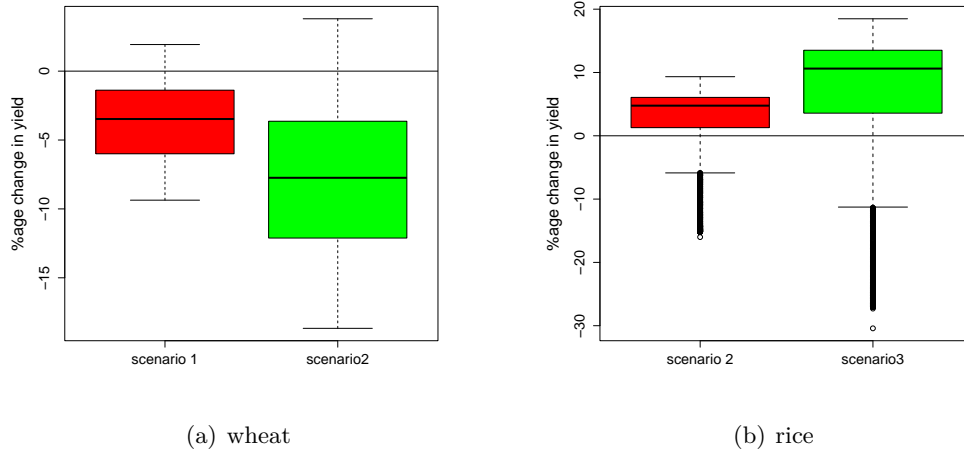 %age change in yield
0
−5
−10
−15
scenario 1
scenario2
(a) wheat
%age change in yield
20
10
0
−10
−20
−30
scenario 2
scenario3
(b) rice